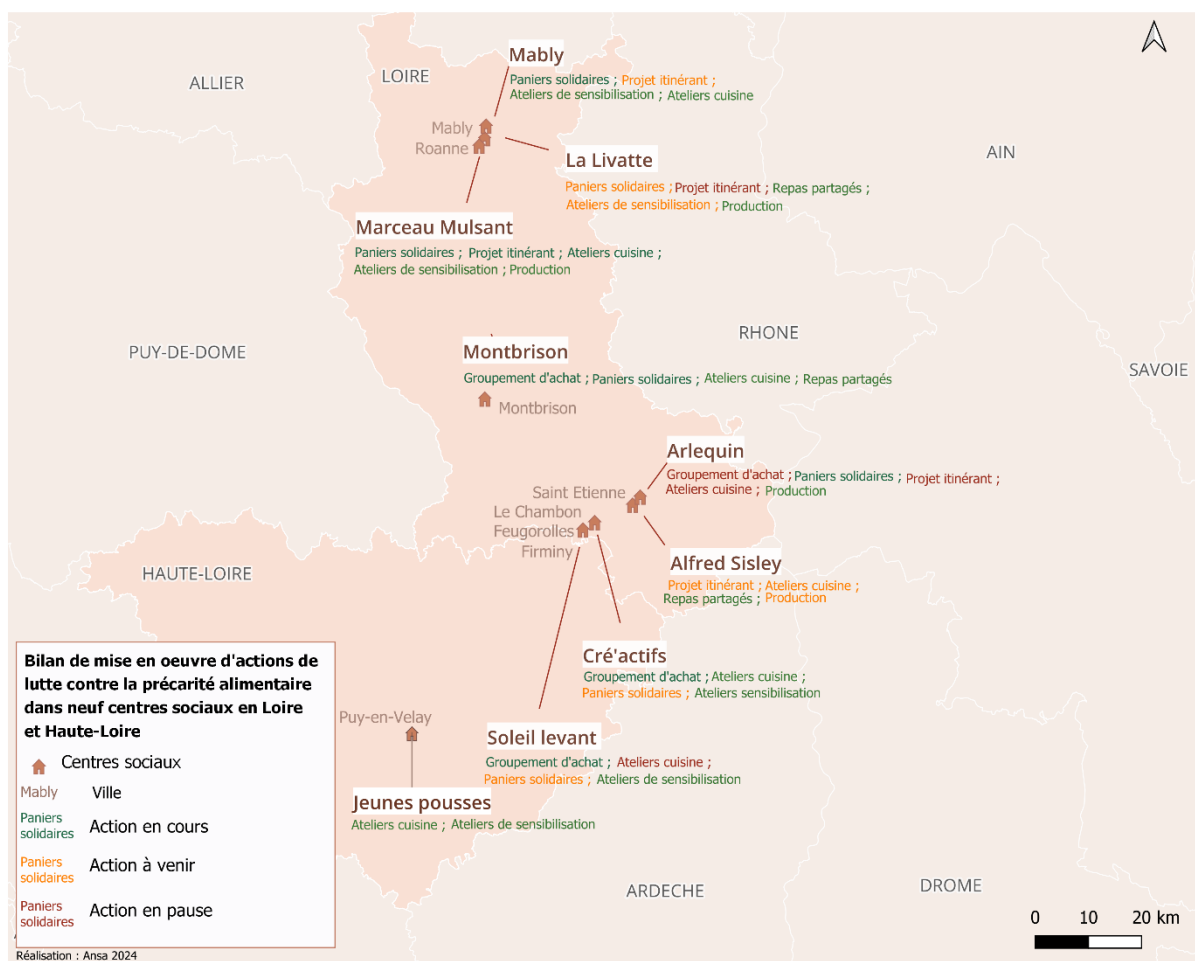 Mably
ALLIER
LOIRE
Paniers solidaires ; Projet itinérant ;
Ateliers de sensibilisation ; Ateliers cuisine
Mably
Roanne
AIN
La Livatte
Paniers solidaires ; Projet itinérant ; Repas partagés ;
Ateliers de sensibilisation ; Production
Marceau Mulsant
Paniers solidaires ; Projet itinérant ; Ateliers cuisine ;
Ateliers de sensibilisation ; Production
RHONE
PUY-DE-DOME
Montbrison
SAVOIE
Groupement d'achat ; Paniers solidaires ; Ateliers cuisine ; Repas partagés
Montbrison
Arlequin
Groupement d'achat ; Paniers solidaires ; Projet itinérant ;
Ateliers cuisine ; Production
Saint Etienne
Le Chambon
Feugorolles
Firminy
Alfred Sisley
HAUTE-LOIRE
Projet itinérant ; Ateliers cuisine ;
Repas partagés ; Production
Cré'actifs
Groupement d'achat ; Ateliers cuisine ;
Paniers solidaires ; Ateliers sensibilisation
Puy-en-Velay
Soleil levant
Groupement d'achat ; Ateliers cuisine ;
Paniers solidaires ; Ateliers de sensibilisation
Jeunes pousses
Ateliers cuisine ; Ateliers de sensibilisation
ARDECHE
DROME
Bilan de mise en oeuvre d'actions de
lutte contre la précarité alimentaire
dans neuf centres sociaux en Loire
et Haute-Loire
Centres sociaux
Mably Ville
Paniers
solidaires Action en cours
Paniers
solidaires Action à venir
Paniers
solidaires Action en pause
Réalisation : Ansa 2024
0 10 20 km